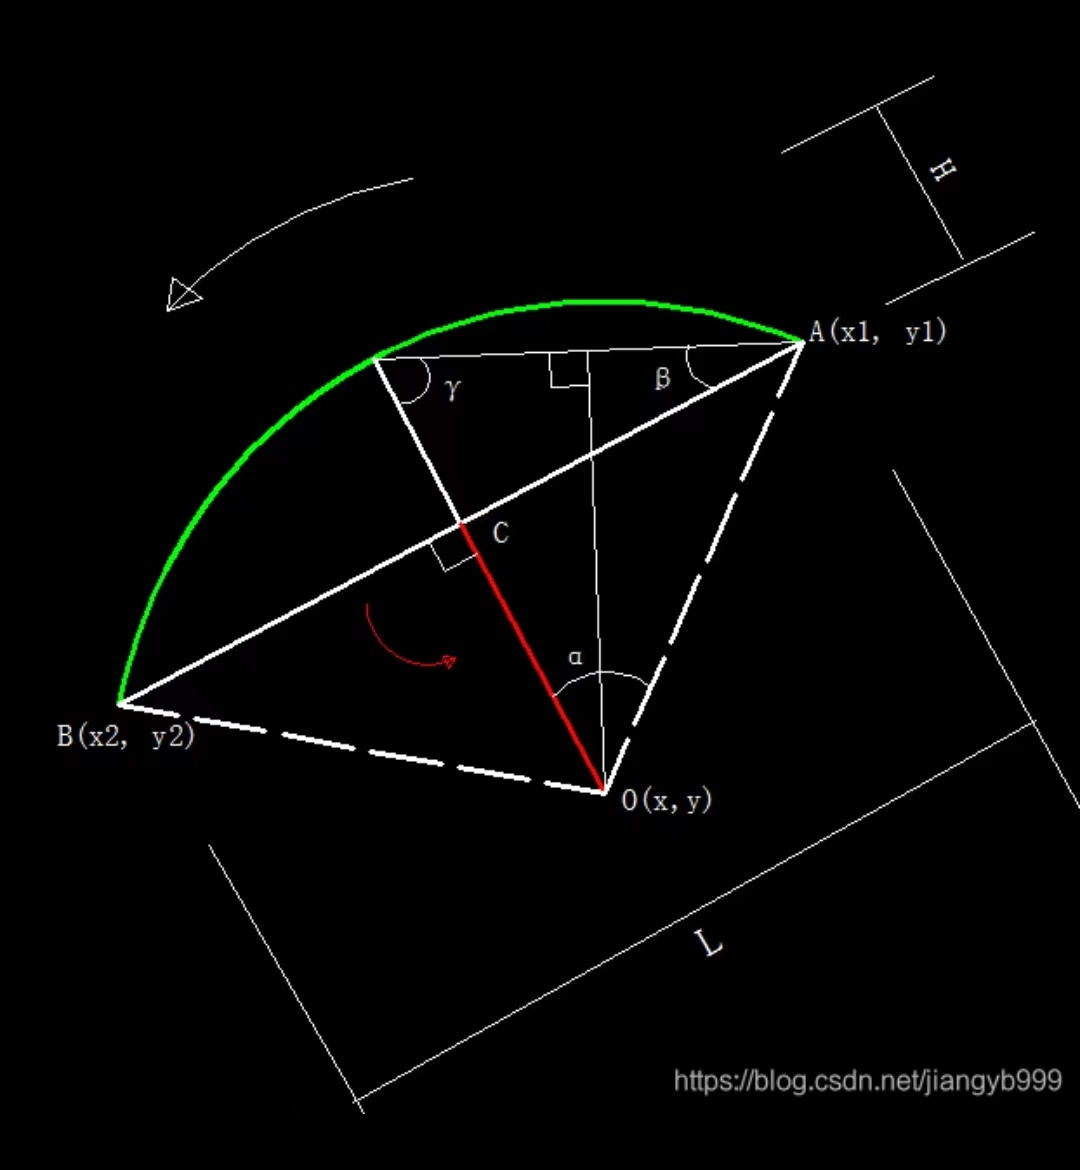 H
A(x1, y1)
γ
β
C
α
B(x2, y2)
O(x,y)
L
https://blog.csdn.net/jiangyb999